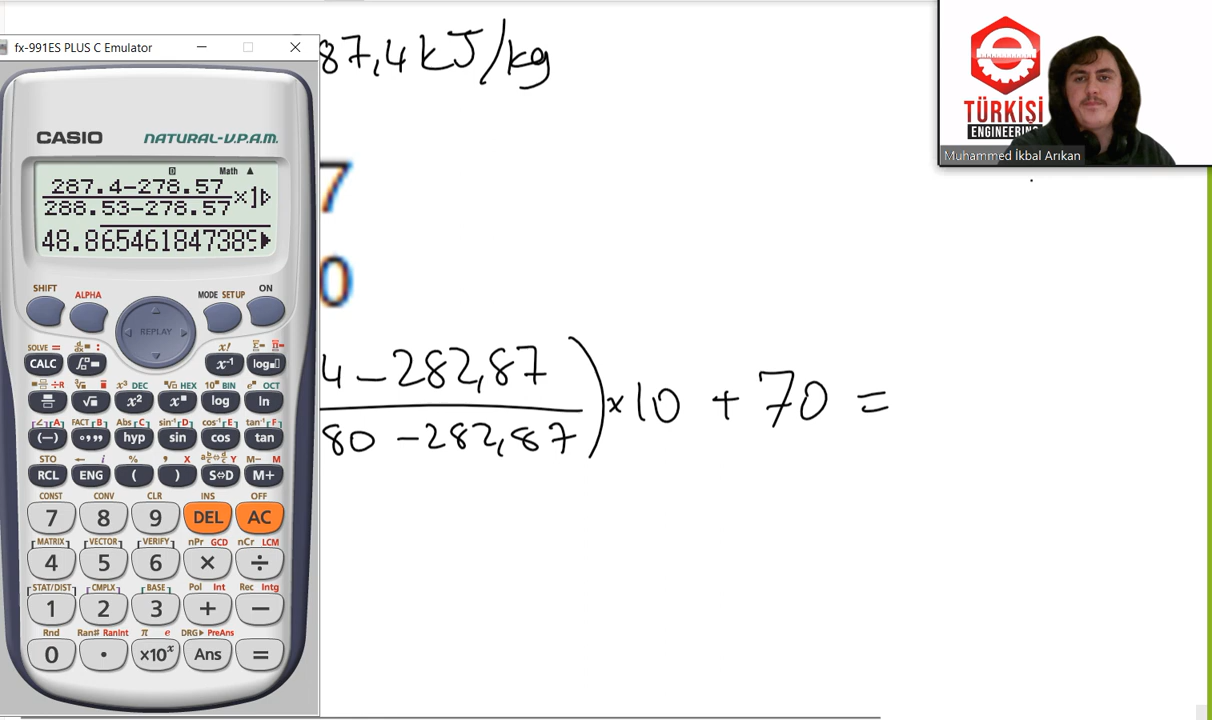 fx-991ES PLUS C Emulator
87,4 kJ/kg
TÜRKİŞİ
ENGINEERING
Muhammed İkbal Arıkan
CASIO
NATURAL-V.P.A.M.
D Math ▲
287.4-278.57
288.53-278.57
×1
48.865461847389
7
0
4 - 282,87
80 - 282,87
×10 + 70 =
SHIFT ALPHA MODE SETUP ON
REPLAY
SOLVE = d/dx : x!
CALC x⁻¹ log
÷R ³√ x³ DEC ˣ√ HEX 10ˣ BIN eˣ OCT
√ x² xⁿ log ln
∠ [A] FACT [B] Abs [C] sin⁻¹ [D] cos⁻¹ [E] tan⁻¹ [F]
(−) °,,, hyp sin cos tan
STO ← i % , X Y M− M
RCL ENG ( ) S⇔D M+
CONST CONV CLR INS OFF
7 8 9 DEL AC
[MATRIX] [VECTOR] [VERIFY] nPr GCD nCr LCM
4 5 6 × ÷
[STAT/DIST] [CMPLX] [BASE] Pol Int Rec Intg
1 2 3 + −
Rnd Ran# RanInt π e DRG▶ PreAns
0 . ×10ˣ Ans =